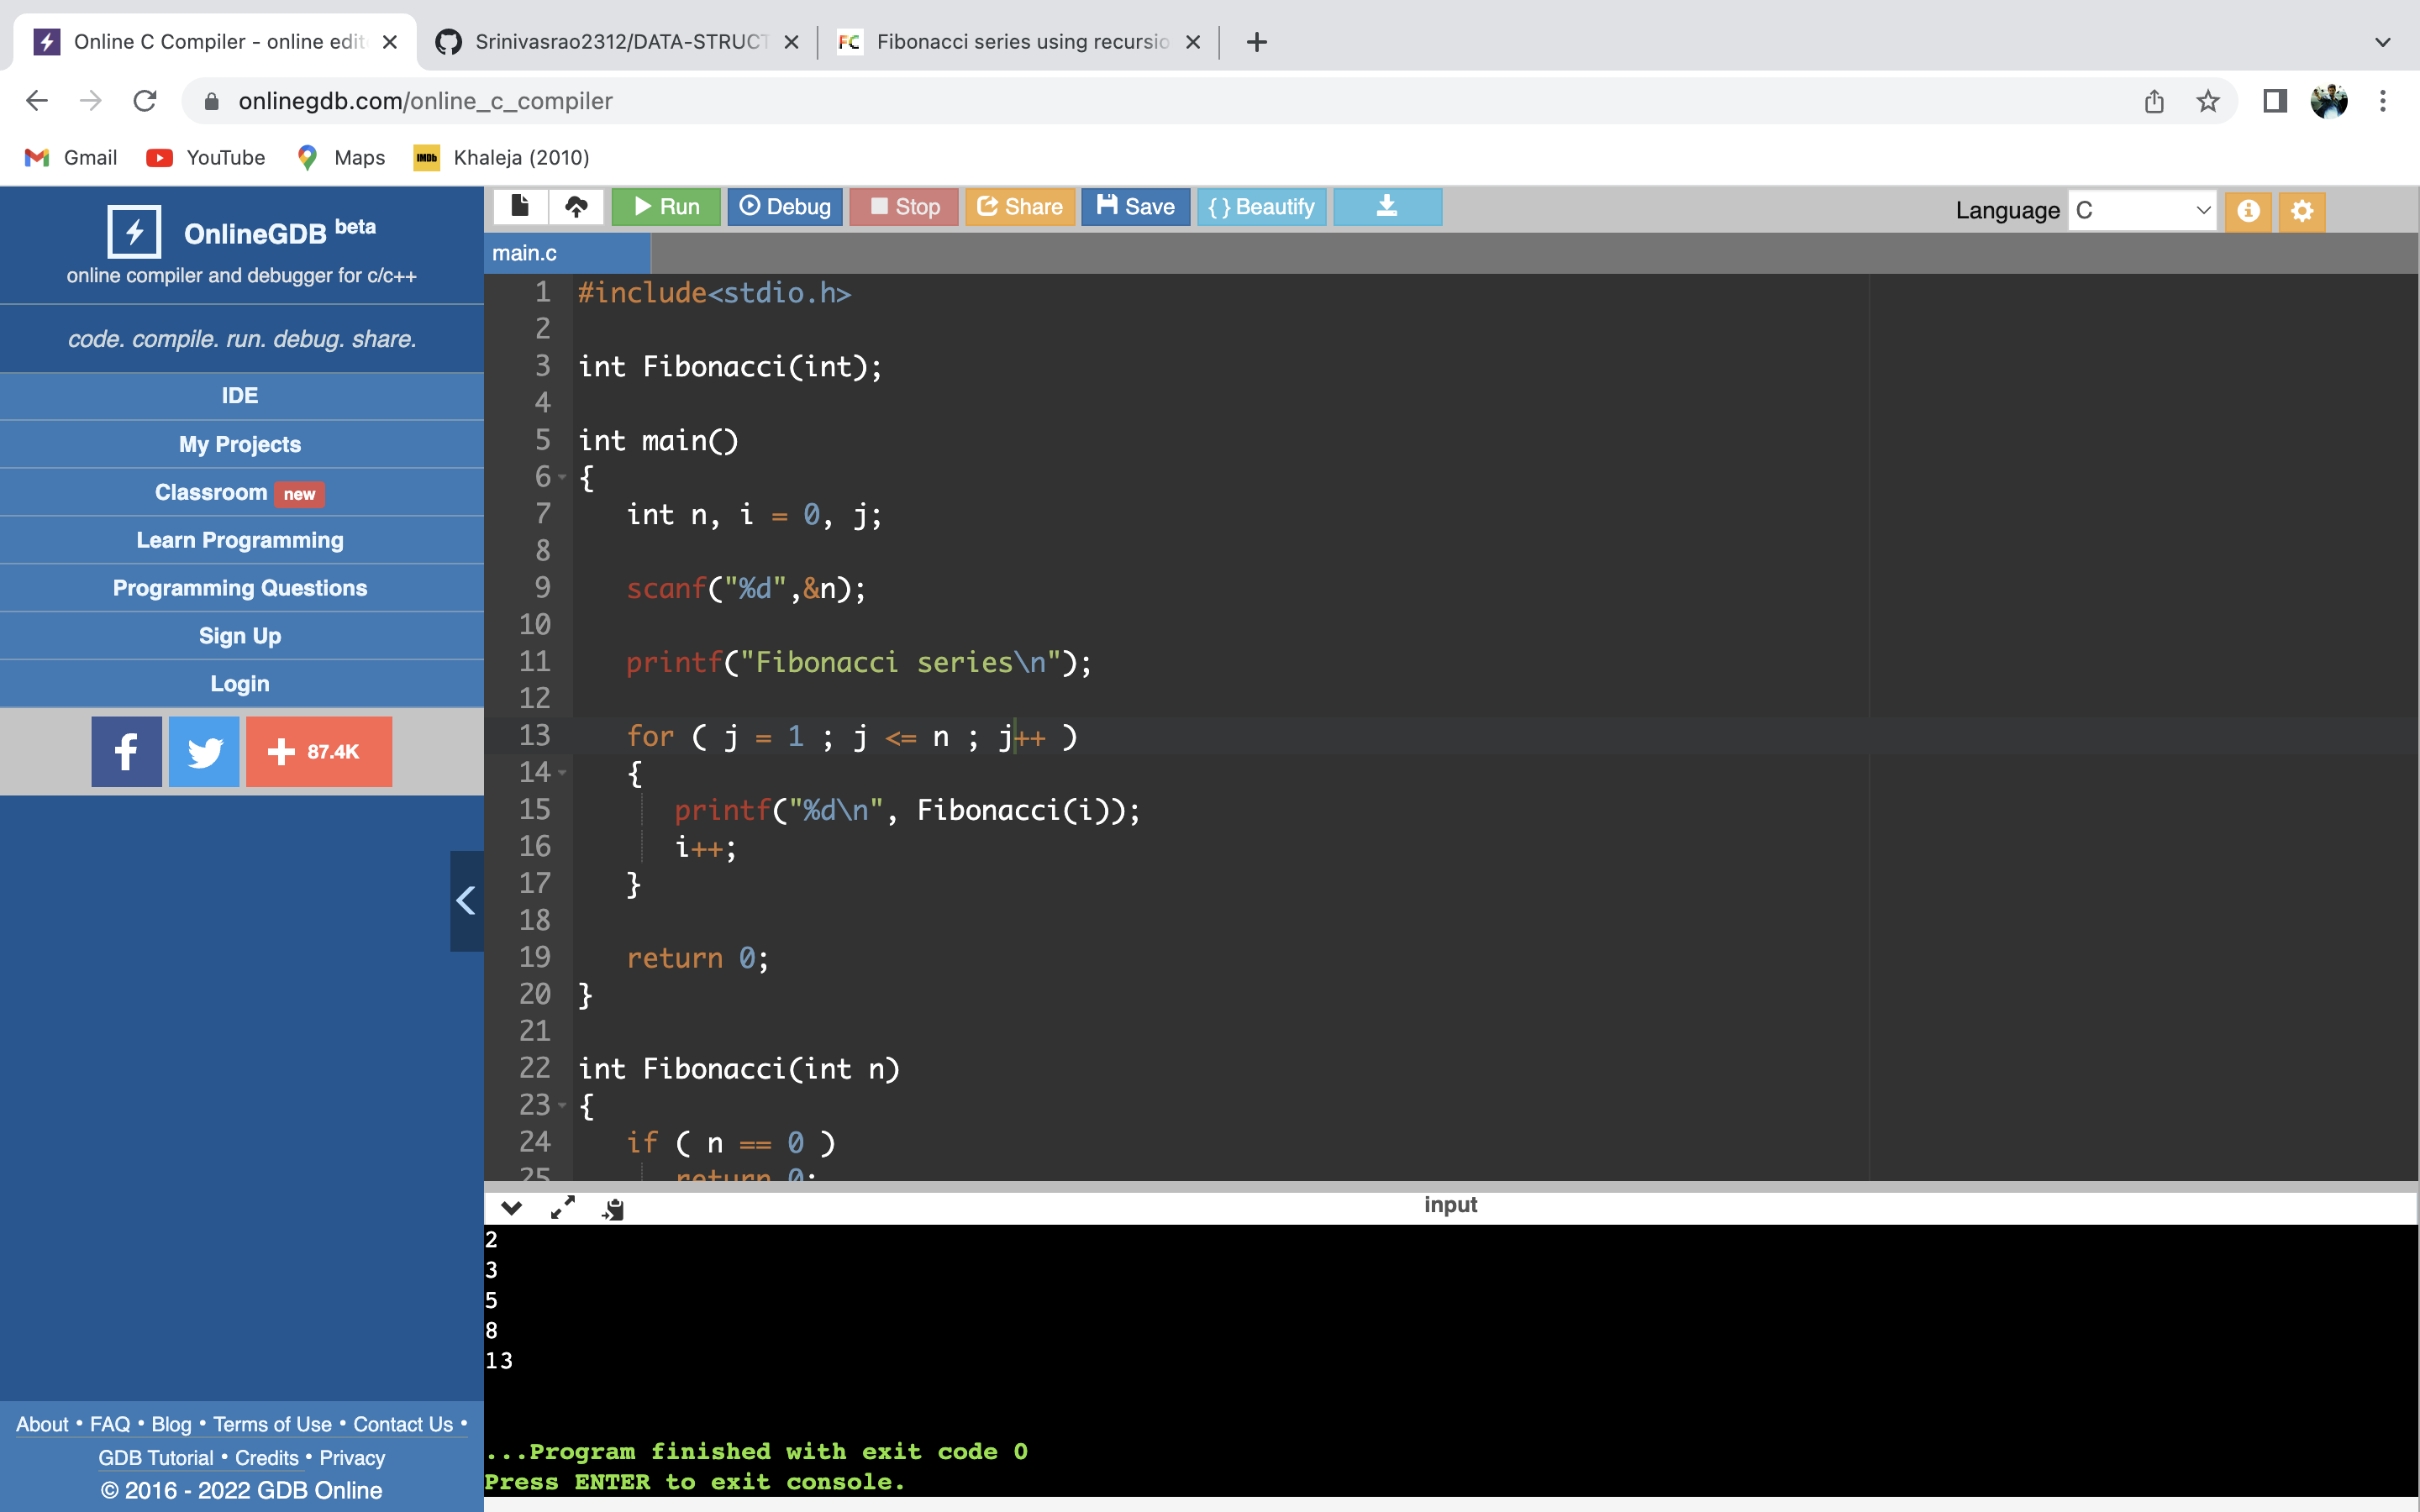 Online C Compiler - online edit
Srinivasrao2312/DATA-STRUCT
FC Fibonacci series using recursio
onlinegdb.com/online_c_compiler
Gmail YouTube Maps IMDb Khaleja (2010)
OnlineGDB beta
online compiler and debugger for c/c++
code. compile. run. debug. share.
IDE
My Projects
Classroom new
Learn Programming
Programming Questions
Sign Up
Login
f + 87.4K
About • FAQ • Blog • Terms of Use • Contact Us •
GDB Tutorial • Credits • Privacy
© 2016 - 2022 GDB Online
Run Debug Stop Share Save { } Beautify
Language C
main.c
1 #include<stdio.h>
2
3 int Fibonacci(int);
4
5 int main()
6 {
7 int n, i = 0, j;
8
9 scanf("%d",&n);
10
11 printf("Fibonacci series\n");
12
13 for ( j = 1 ; j <= n ; j++ )
14 {
15 printf("%d\n", Fibonacci(i));
16 i++;
17 }
18
19 return 0;
20 }
21
22 int Fibonacci(int n)
23 {
24 if ( n == 0 )
25 return 0;
input
2
3
5
8
13
...Program finished with exit code 0
Press ENTER to exit console.